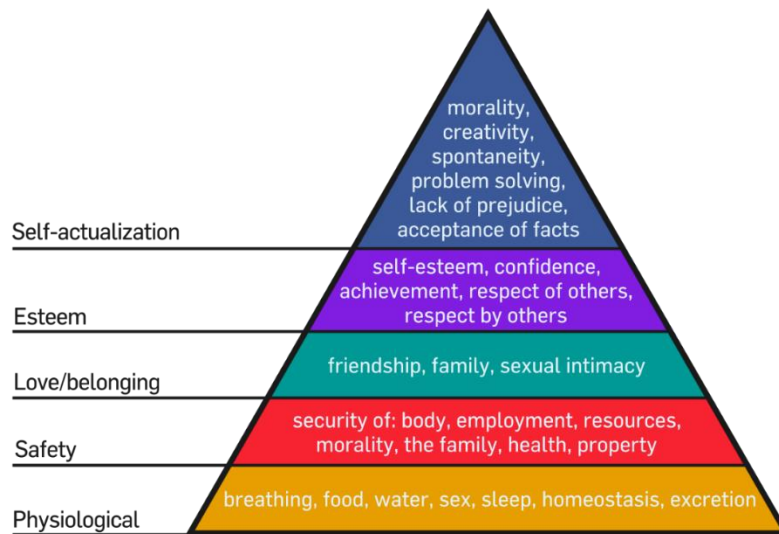 morality,
creativity,
spontaneity,
problem solving,
lack of prejudice,
acceptance of facts
Self-actualization
self-esteem, confidence,
achievement, respect of others,
respect by others
Esteem
friendship, family, sexual intimacy
Love/belonging
security of: body, employment, resources,
morality, the family, health, property
Safety
breathing, food, water, sex, sleep, homeostasis, excretion
Physiological